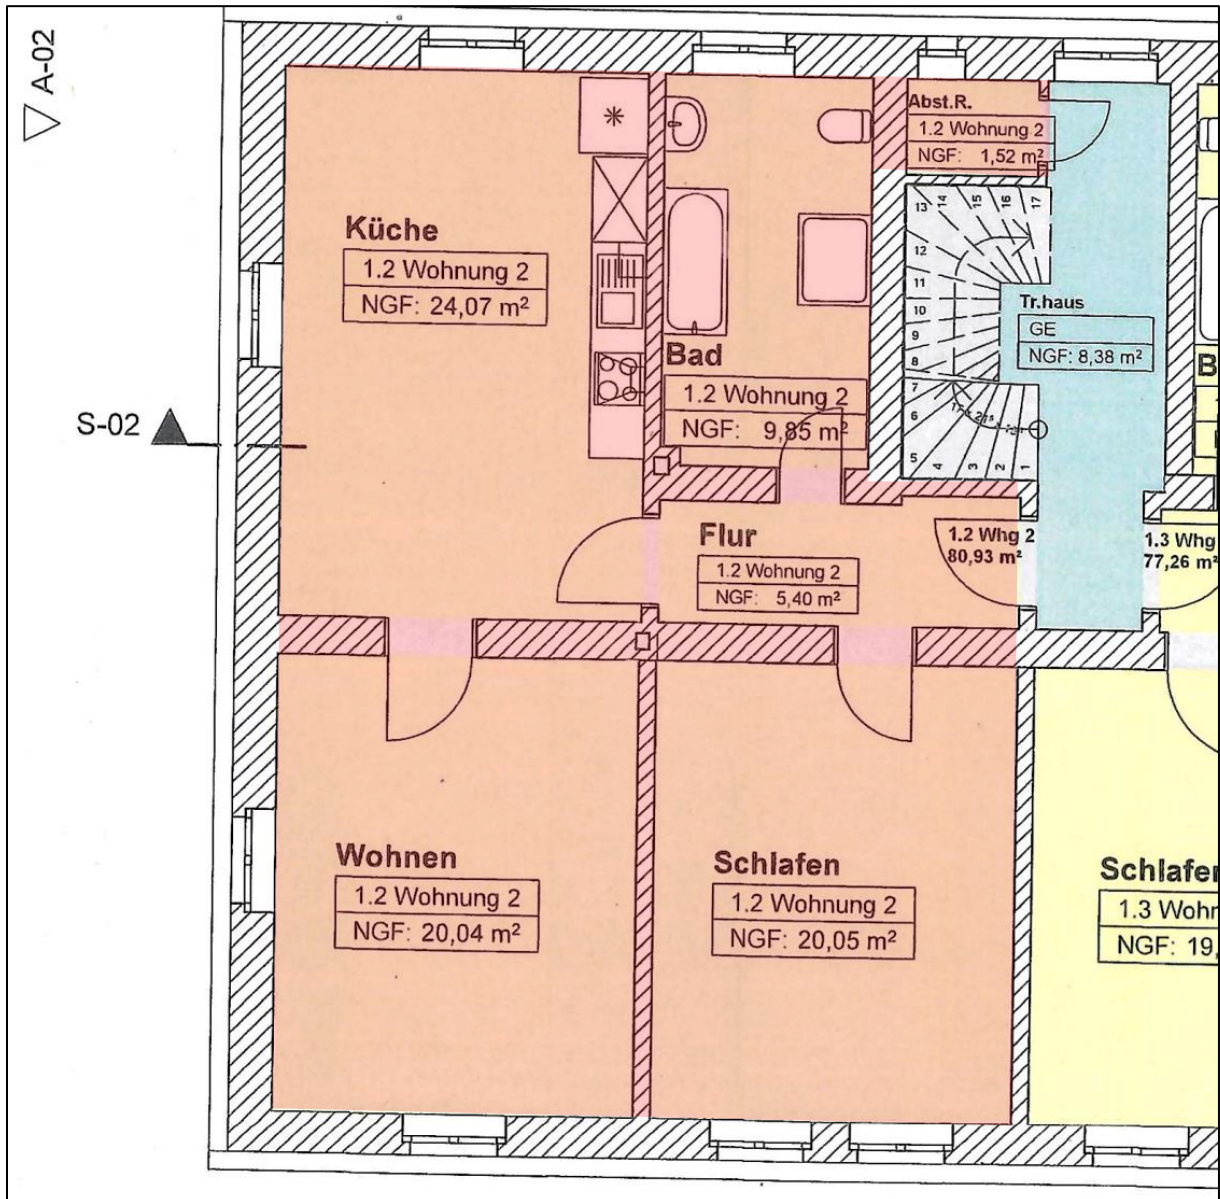 A-02
S-02
Küche
1.2 Wohnung 2
NGF: 24,07 m²
Bad
1.2 Wohnung 2
NGF: 9,85 m²
Abst.R.
1.2 Wohnung 2
NGF: 1,52 m²
13
14
15
16
17
12
11
10
9
8
7
6
5
4
3
2
1
Tr.haus
GE
NGF: 8,38 m²
B
Flur
1.2 Wohnung 2
NGF: 5,40 m²
1.2 Whg 2
80,93 m²
1.3 Whg
77,26 m²
Wohnen
1.2 Wohnung 2
NGF: 20,04 m²
Schlafen
1.2 Wohnung 2
NGF: 20,05 m²
Schlafen
1.3 Wohn
NGF: 19,